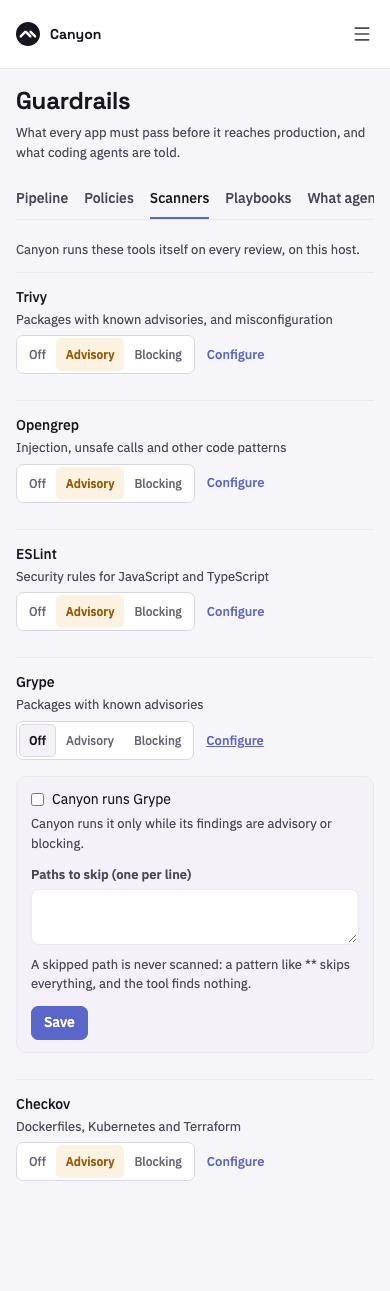 Canyon
Guardrails
What every app must pass before it reaches production, and
what coding agents are told.
Pipeline Policies Scanners Playbooks What agen
Canyon runs these tools itself on every review, on this host.
Trivy
Packages with known advisories, and misconfiguration
Off Advisory Blocking Configure
Opengrep
Injection, unsafe calls and other code patterns
Off Advisory Blocking Configure
ESLint
Security rules for JavaScript and TypeScript
Off Advisory Blocking Configure
Grype
Packages with known advisories
Off Advisory Blocking Configure
Canyon runs Grype
Canyon runs it only while its findings are advisory or
blocking.
Paths to skip (one per line)
A skipped path is never scanned: a pattern like ** skips
everything, and the tool finds nothing.
Save
Checkov
Dockerfiles, Kubernetes and Terraform
Off Advisory Blocking Configure